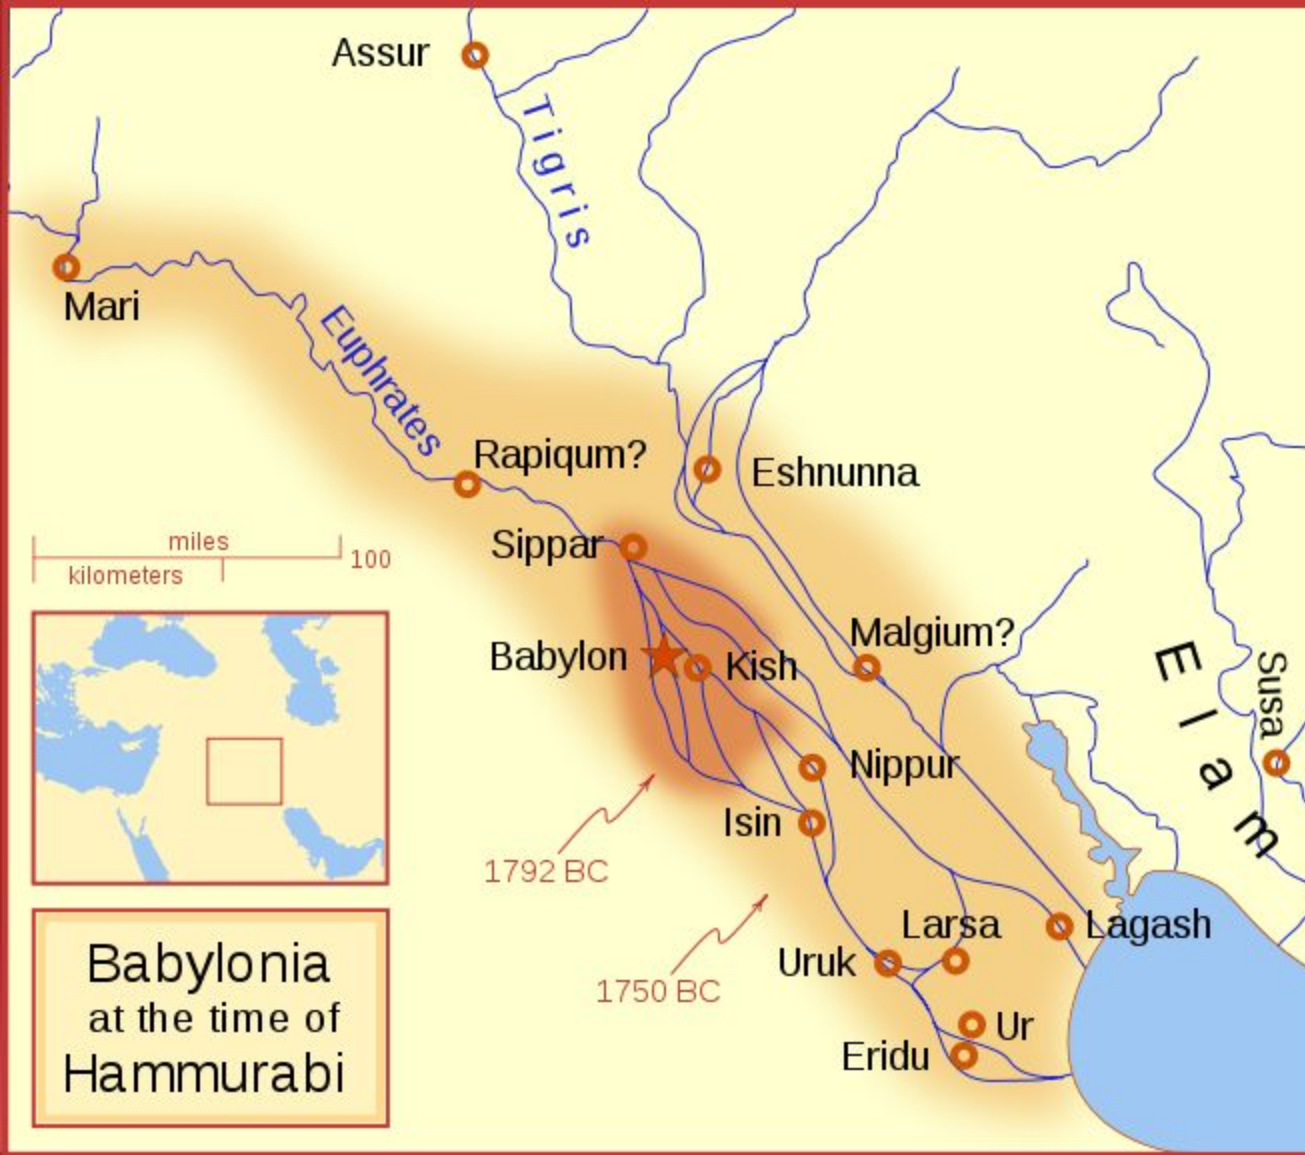 Assur
Tigris
Mari
Euphrates
Rapiqum?
Eshnunna
Sippar
miles
kilometers
100
Malgium?
Babylon
Kish
Elam
Susa
Nippur
Isin
1792 BC
Larsa
Lagash
Uruk
1750 BC
Ur
Eridu
Babylonia
at the time of
Hammurabi